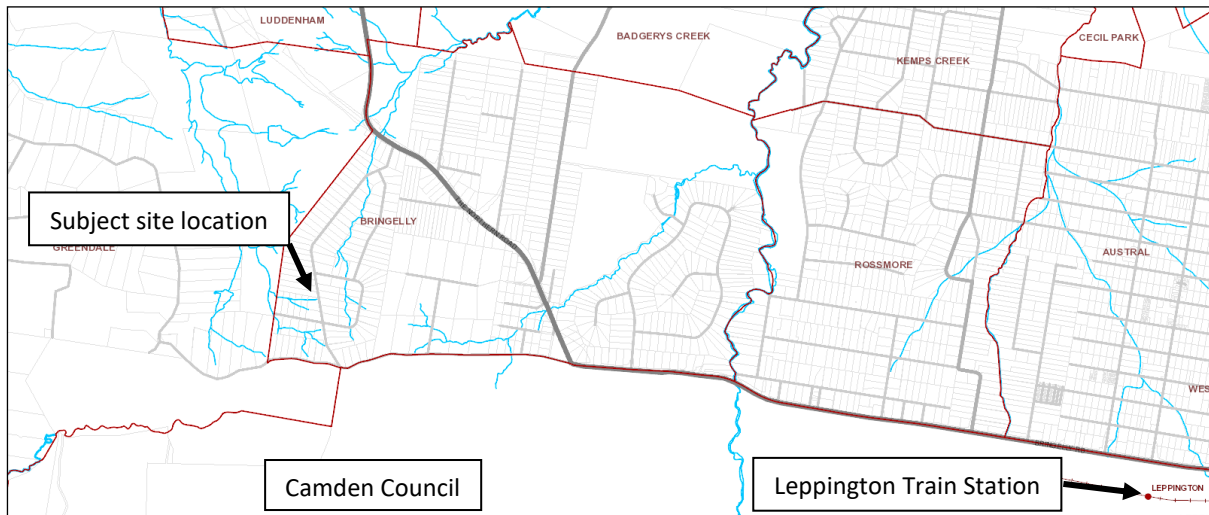 LUDDENHAM
BADGERYS CREEK
CECIL PARK
KEMPS CREEK
Subject site location
BRINGELLY
GREENDALE
ROSSMORE
AUSTRAL
WES
Camden Council
Leppington Train Station
LEPPINGTON